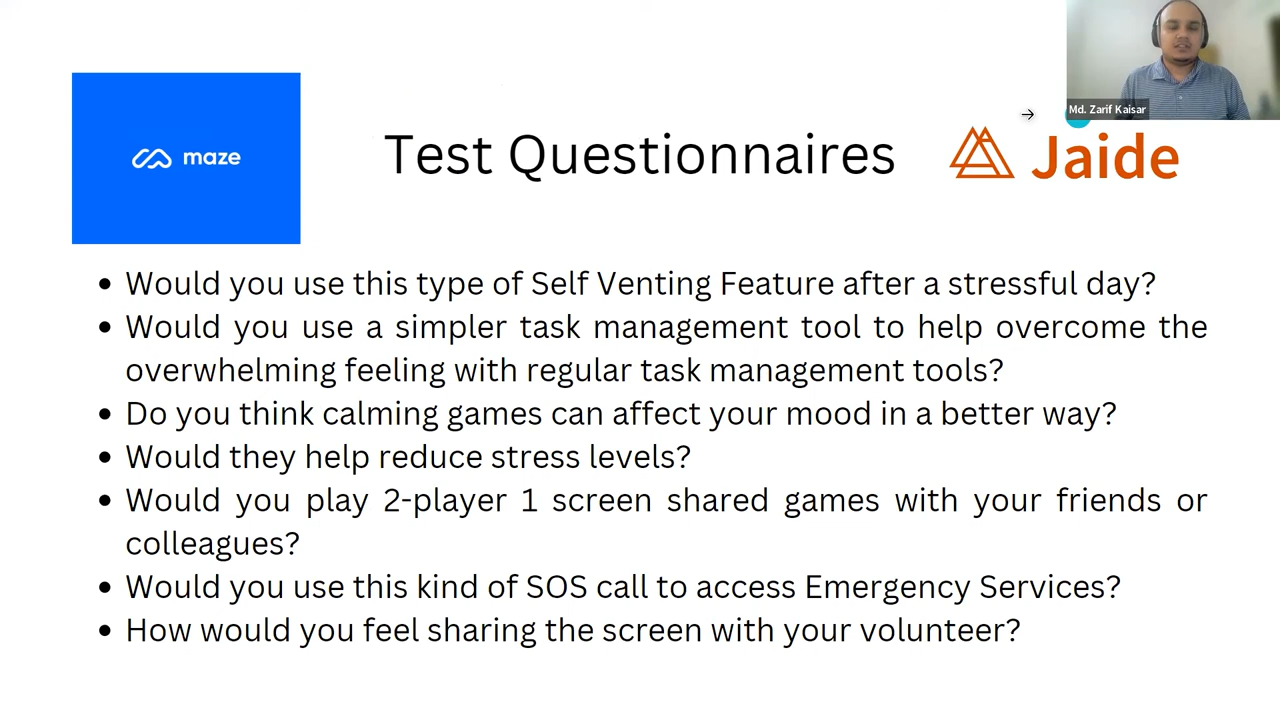 Md. Zarif Kaisar
maze
Test Questionnaires
Jaide
• Would you use this type of Self Venting Feature after a stressful day?
• Would you use a simpler task management tool to help overcome the
overwhelming feeling with regular task management tools?
• Do you think calming games can affect your mood in a better way?
• Would they help reduce stress levels?
• Would you play 2-player 1 screen shared games with your friends or
colleagues?
• Would you use this kind of SOS call to access Emergency Services?
• How would you feel sharing the screen with your volunteer?